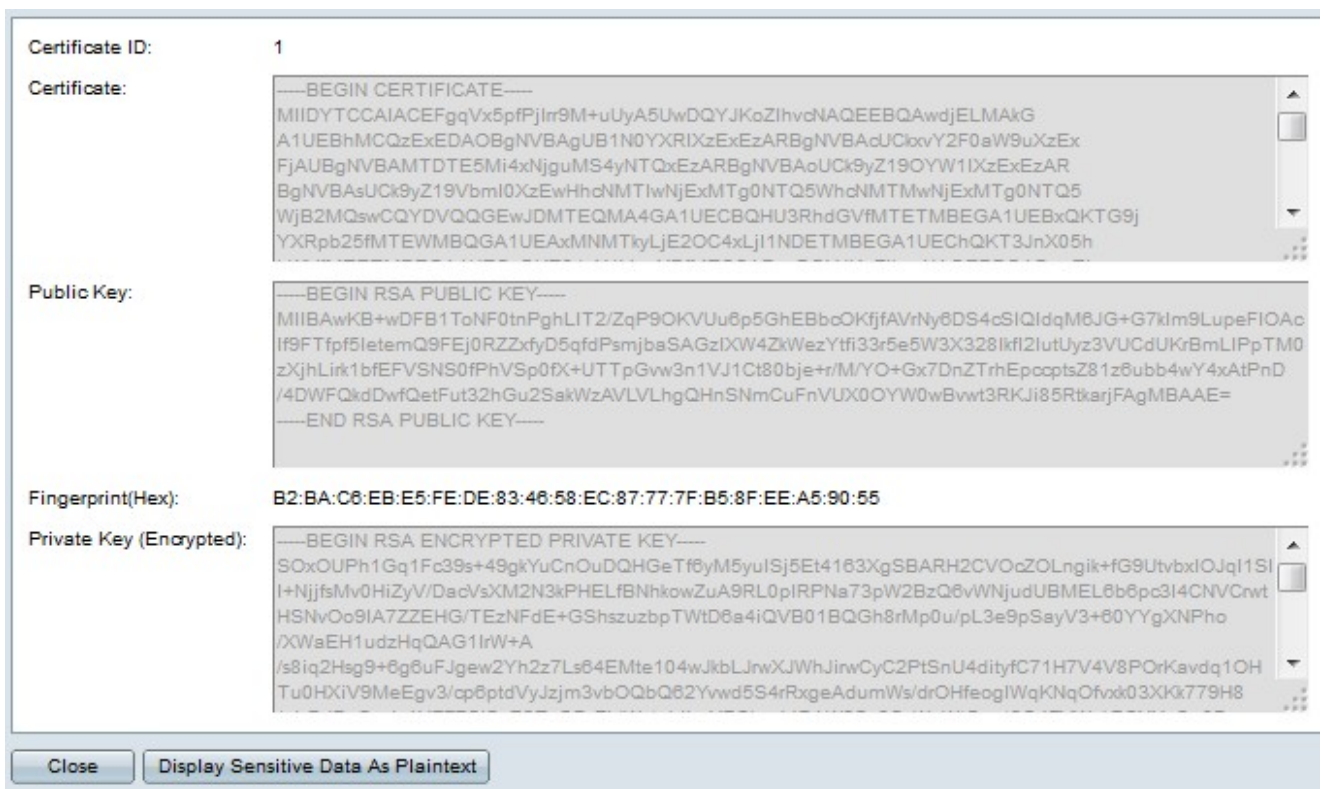 Certificate ID: 1
Certificate:
-----BEGIN CERTIFICATE-----
MIIDYTCCAlACEFgqVx5pfPjIrr9M+uUyA5UwDQYJKoZIhvcNAQEEBQAwdjELMAkG
A1UEBhMCQzExEDAOBgNVBAgUB1N0YXRlXzExEzARBgNVBAcUCkxvY2F0aW9uXzEx
FjAUBgNVBAMTDTE5Mi4xNjguMS4yNTQxEzARBgNVBAoUCk9yZ19OYW1lXzExEzAR
BgNVBAsUCk9yZ19Vbml0XzEwHhcNMTIwNjExMTg0NTQ5WhcNMTMwNjExMTg0NTQ5
WjB2MQswCQYDVQQGEwJDMTEQMA4GA1UECBQHU3RhdGVfMTETMBEGA1UEBxQKTG9j
YXRpb25fMTEWMBQGA1UEAxMNMTkyLjE2OC4xLjI1NDETMBEGA1UEChQKT3JnX05h
Public Key:
-----BEGIN RSA PUBLIC KEY-----
MIIBAwKB+wDFB1ToNF0tnPghLIT2/ZqP9OKVUu6p5GhEBbcOKfjfAVrNy6DS4cSIQIdqM6JG+G7klm9LupeFIOAc
If9FTfpf5IetemQ9FEj0RZZxfyD5qfdPsmjbaSAGzIXW4ZkWezYtfi33r5e5W3X328IkfI2IutUyz3VUCdUKrBmLIPpTM0
zXjhLirk1bfEFVSNS0fPhVSp0fX+UTTpGvw3n1VJ1Ct80bje+r/M/YO+Gx7DnZTrhEpccptsZ81z6ubb4wY4xAtPnD
/4DWFQkdDwfQetFut32hGu2SakWzAVLVLhgQHnSNmCuFnVUX0OYW0wBvwt3RKJi85RtkarjFAgMBAAE=
-----END RSA PUBLIC KEY-----
Fingerprint(Hex): B2:BA:C6:EB:E5:FE:DE:83:46:58:EC:87:77:7F:B5:8F:EE:A5:90:55
Private Key (Encrypted):
-----BEGIN RSA ENCRYPTED PRIVATE KEY-----
SOxOUPh1Gq1Fc39s+49gkYuCnOuDQHGeTf6yM5yuISj5Et4163XgSBARH2CVOcZOLngik+fG9UtvbxIOJqI1SI
I+NjjfsMv0HiZyV/DacVsXM2N3kPHELfBNhkowZuA9RL0pIRPNa73pW2BzQ6vWNjudUBMEL6b6pc3I4CNVCrwt
HSNvOo9IA7ZZEHG/TEzNFdE+GShszuzbpTWtD6a4iQVB01BQGh8rMp0u/pL3e9pSayV3+60YYgXNPho
/XWaEH1udzHqQAG1IrW+A
/s8iq2Hsg9+6g6uFJgew2Yh2z7Ls64EMte104wJkbLJrwXJWhJirwCyC2PtSnU4dityfC71H7V4V8POrKavdq1OH
Tu0HXiV9MeEgv3/cp6ptdVyJzjm3vbOQbQ62Yvwd5S4rRxgeAdumWs/drOHfeogIWqKNqOfvxk03XKk779H8
Close
Display Sensitive Data As Plaintext